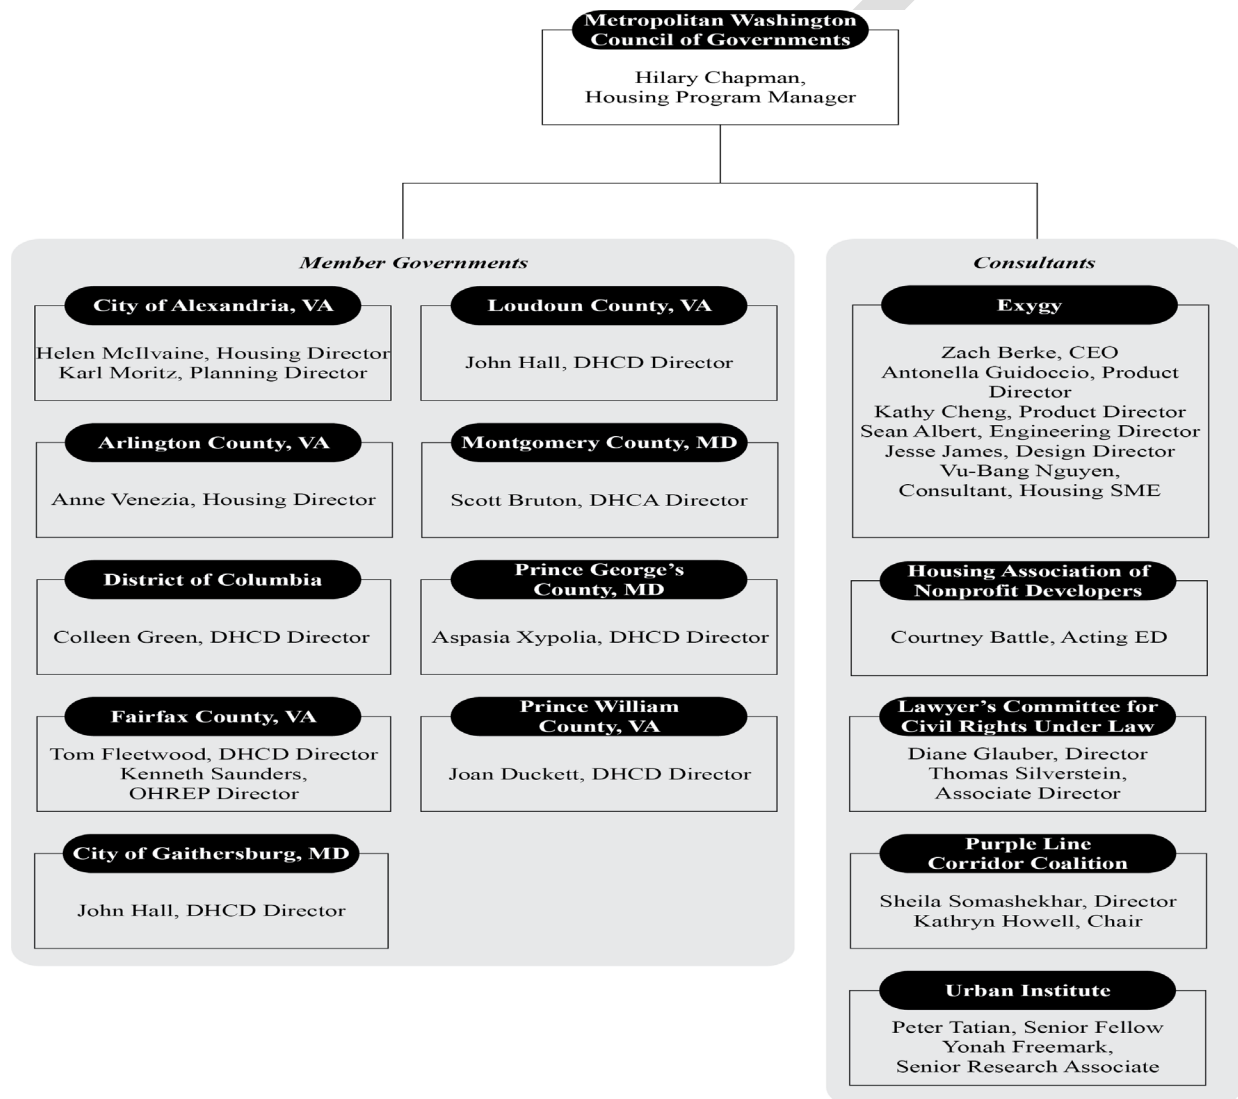 Metropolitan Washington
Council of Governments
Hilary Chapman,
Housing Program Manager
Member Governments
City of Alexandria, VA
Helen McIlvaine, Housing Director
Karl Moritz, Planning Director
Arlington County, VA
Anne Venezia, Housing Director
District of Columbia
Colleen Green, DHCD Director
Fairfax County, VA
Tom Fleetwood, DHCD Director
Kenneth Saunders,
OHREP Director
City of Gaithersburg, MD
John Hall, DHCD Director
Loudoun County, VA
John Hall, DHCD Director
Montgomery County, MD
Scott Bruton, DHCA Director
Prince George’s
County, MD
Aspasia Xypolia, DHCD Director
Prince William
County, VA
Joan Duckett, DHCD Director
Consultants
Exygy
Zach Berke, CEO
Antonella Guidoccio, Product
Director
Kathy Cheng, Product Director
Sean Albert, Engineering Director
Jesse James, Design Director
Vu-Bang Nguyen,
Consultant, Housing SME
Housing Association of
Nonprofit Developers
Courtney Battle, Acting ED
Lawyer’s Committee for
Civil Rights Under Law
Diane Glauber, Director
Thomas Silverstein,
Associate Director
Purple Line
Corridor Coalition
Sheila Somashekhar, Director
Kathryn Howell, Chair
Urban Institute
Peter Tatian, Senior Fellow
Yonah Freemark,
Senior Research Associate